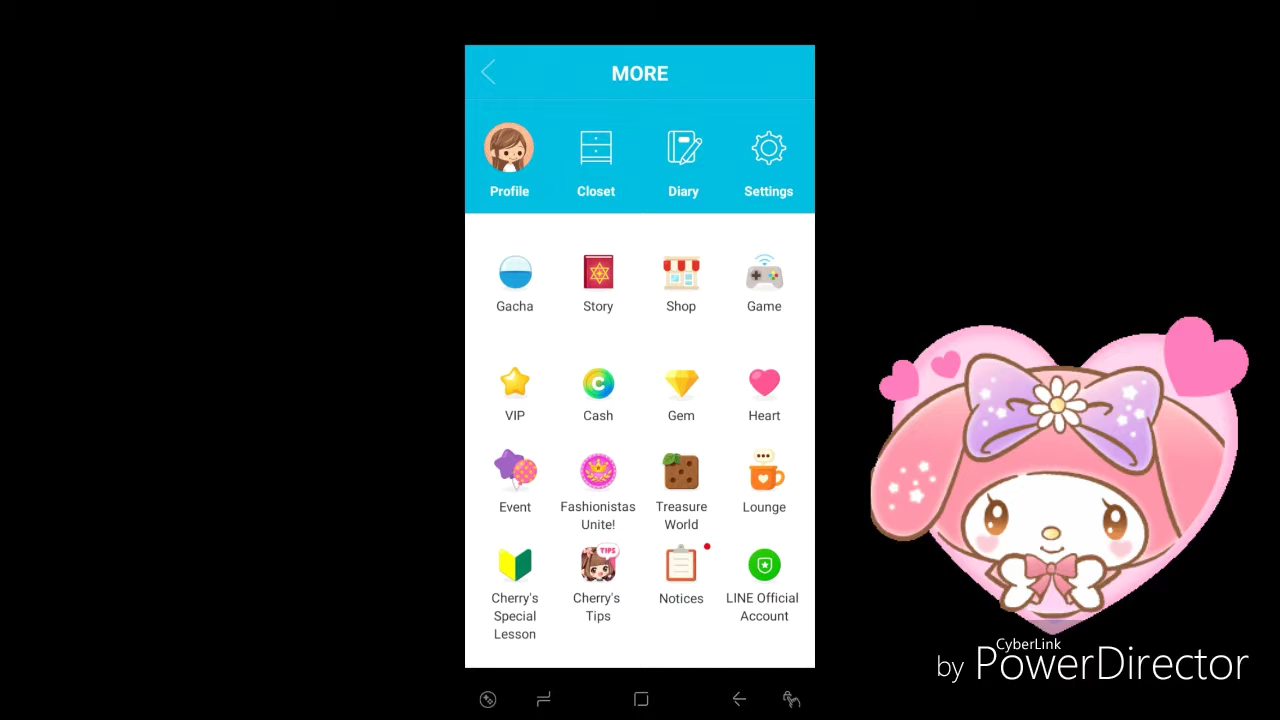 MORE
Profile Closet Diary Settings
Gacha Story Shop Game
VIP Cash Gem Heart
Event Fashionistas Unite! Treasure World Lounge
TIPS
Cherry's Special Lesson Cherry's Tips Notices LINE Official Account
CyberLink
by PowerDirector